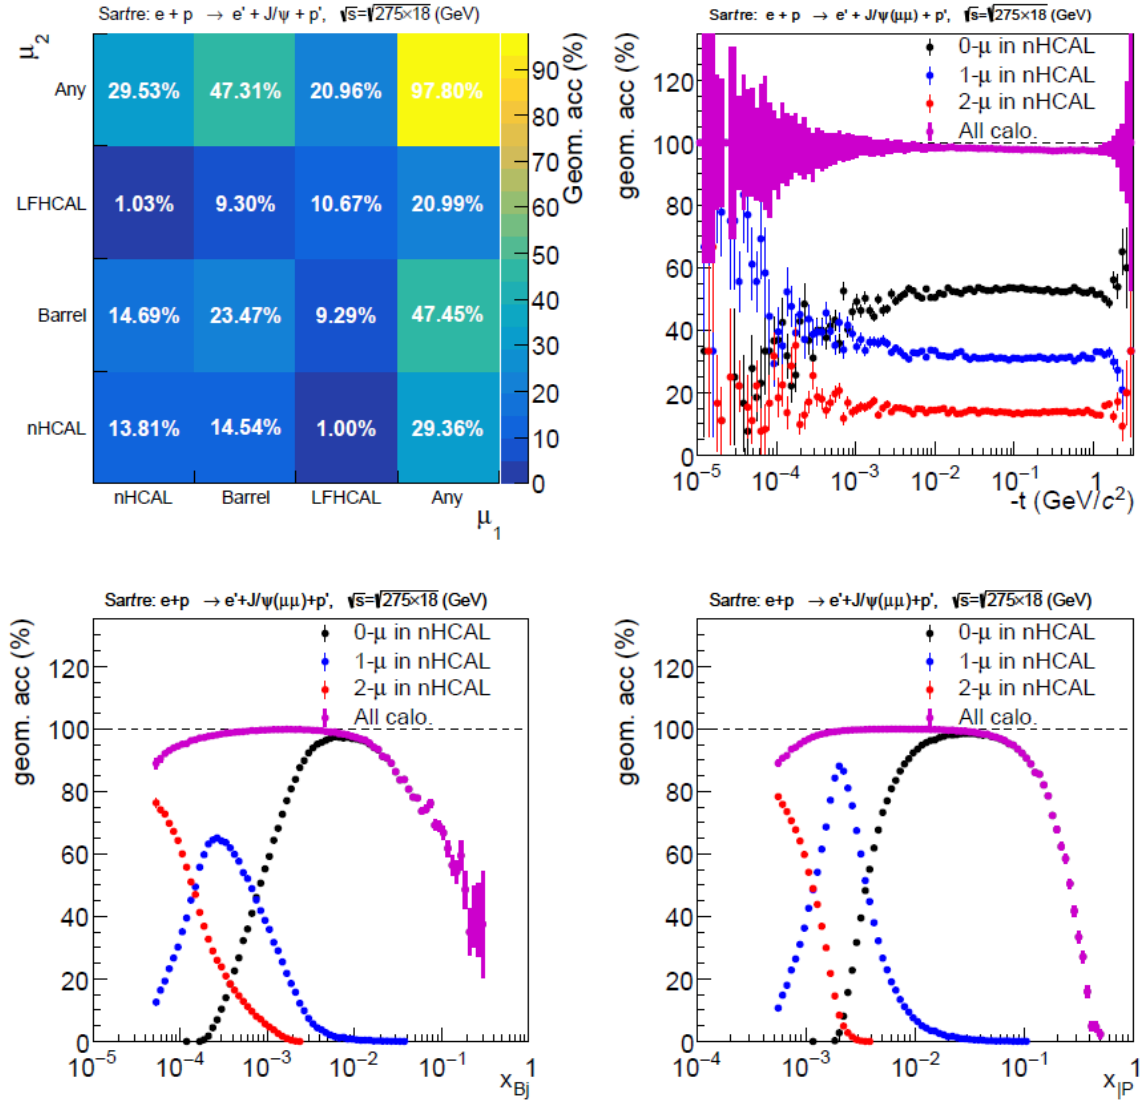 Sartre: e + p → e' + J/ψ + p', √s=√275×18 (GeV)
μ2
Any
LFHCAL
Barrel
nHCAL
29.53% 47.31% 20.96% 97.80%
1.03% 9.30% 10.67% 20.99%
14.69% 23.47% 9.29% 47.45%
13.81% 14.54% 1.00% 29.36%
nHCAL Barrel LFHCAL Any
μ1
Geom. acc (%)
90
80
70
60
50
40
30
20
10
0
Sartre: e + p → e' + J/ψ(μμ) + p', √s=√275×18 (GeV)
geom. acc (%)
0-μ in nHCAL
1-μ in nHCAL
2-μ in nHCAL
All calo.
120
100
80
60
40
20
0
10⁻⁵ 10⁻⁴ 10⁻³ 10⁻² 10⁻¹ 1
-t (GeV/c²)
Sartre: e+p → e'+J/ψ(μμ)+p', √s=√275×18 (GeV)
geom. acc (%)
0-μ in nHCAL
1-μ in nHCAL
2-μ in nHCAL
All calo.
120
100
80
60
40
20
0
10⁻⁵ 10⁻⁴ 10⁻³ 10⁻² 10⁻¹ 1
xBj
Sartre: e+p → e'+J/ψ(μμ)+p', √s=√275×18 (GeV)
geom. acc (%)
0-μ in nHCAL
1-μ in nHCAL
2-μ in nHCAL
All calo.
120
100
80
60
40
20
0
10⁻⁴ 10⁻³ 10⁻² 10⁻¹ 1
x|P